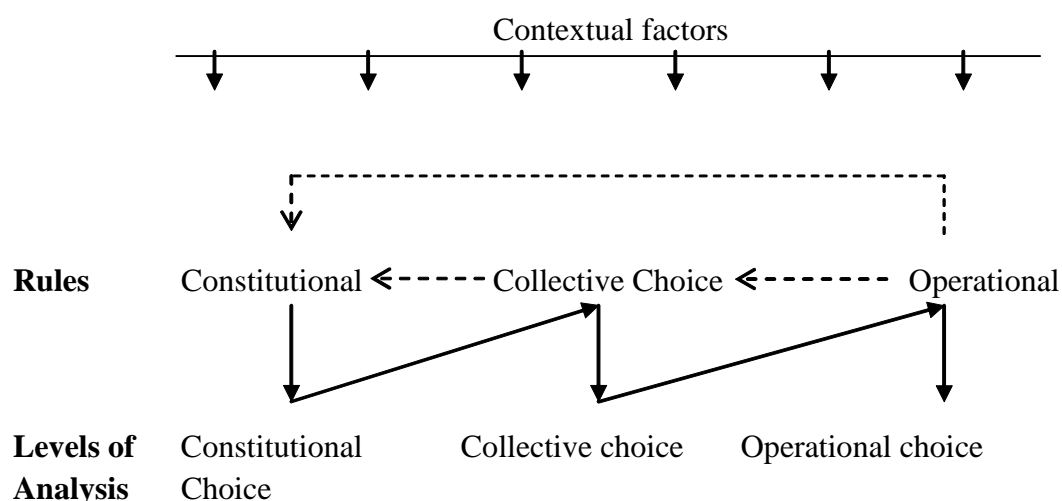 Contextual factors
Rules Constitutional Collective Choice Operational
Levels of Constitutional Collective choice Operational choice
Analysis Choice